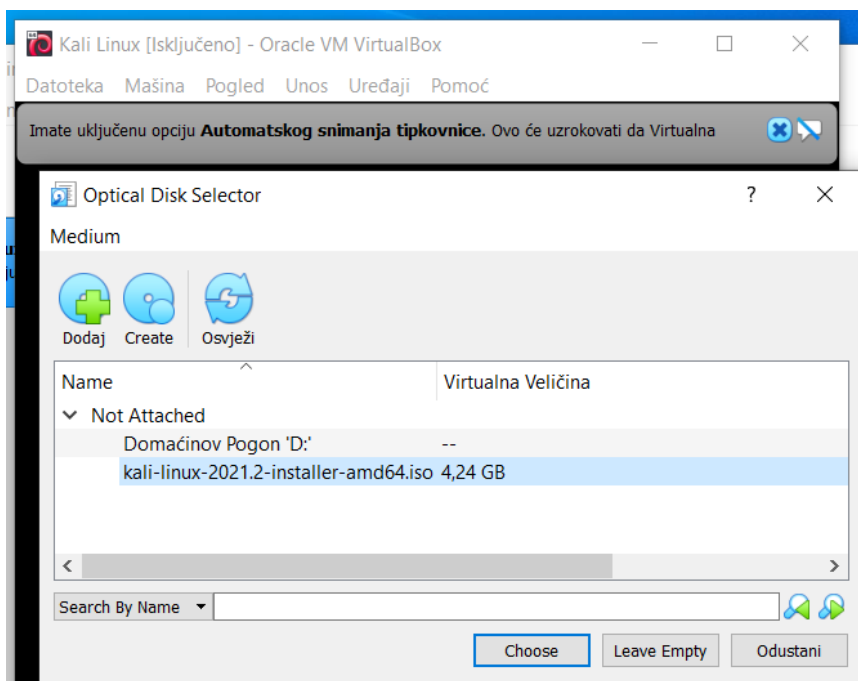 Kali Linux [Isključeno] - Oracle VM VirtualBox
Datoteka Mašina Pogled Unos Uređaji Pomoć
Imate uključenu opciju Automatskog snimanja tipkovnice. Ovo će uzrokovati da Virtualna
Optical Disk Selector
Medium
Dodaj Create Osvježi
Name Virtualna Veličina
Not Attached
Domaćinov Pogon 'D:' --
kali-linux-2021.2-installer-amd64.iso 4,24 GB
Search By Name
Choose Leave Empty Odustani